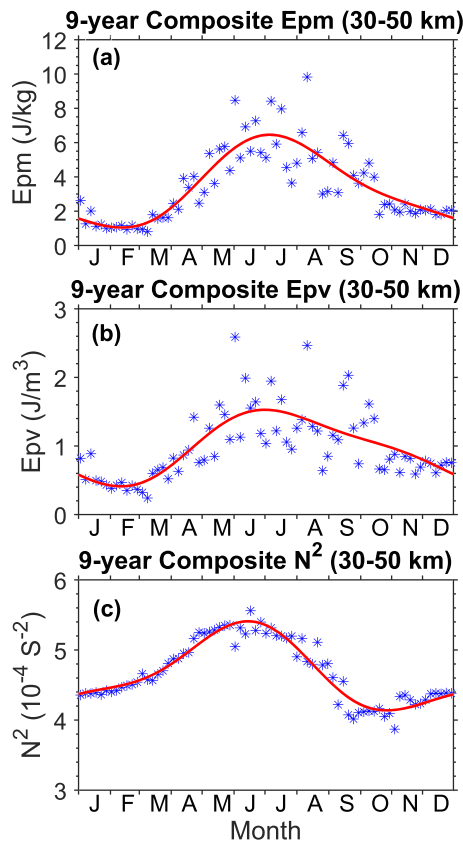 9-year Composite Epm (30-50 km)
(a)
Epm (J/kg)
12
10
8
6
4
2
0
J F M A M J J A S O N D
9-year Composite Epv (30-50 km)
(b)
Epv (J/m³)
3
2
1
0
J F M A M J J A S O N D
9-year Composite N² (30-50 km)
(c)
N² (10⁻⁴ S⁻²)
6
5
4
3
J F M A M J J A S O N D
Month